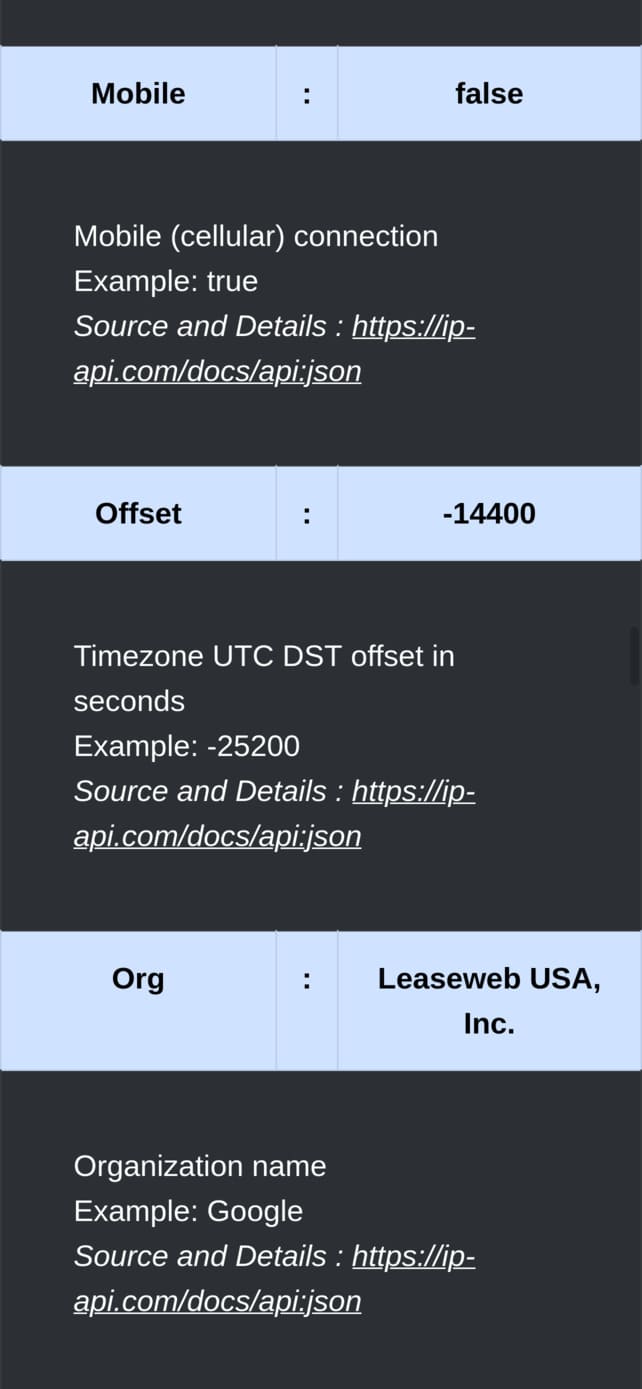 Mobile : false
Mobile (cellular) connection
Example: true
Source and Details : https://ip-
api.com/docs/api:json
Offset : -14400
Timezone UTC DST offset in
seconds
Example: -25200
Source and Details : https://ip-
api.com/docs/api:json
Org : Leaseweb USA,
Inc.
Organization name
Example: Google
Source and Details : https://ip-
api.com/docs/api:json